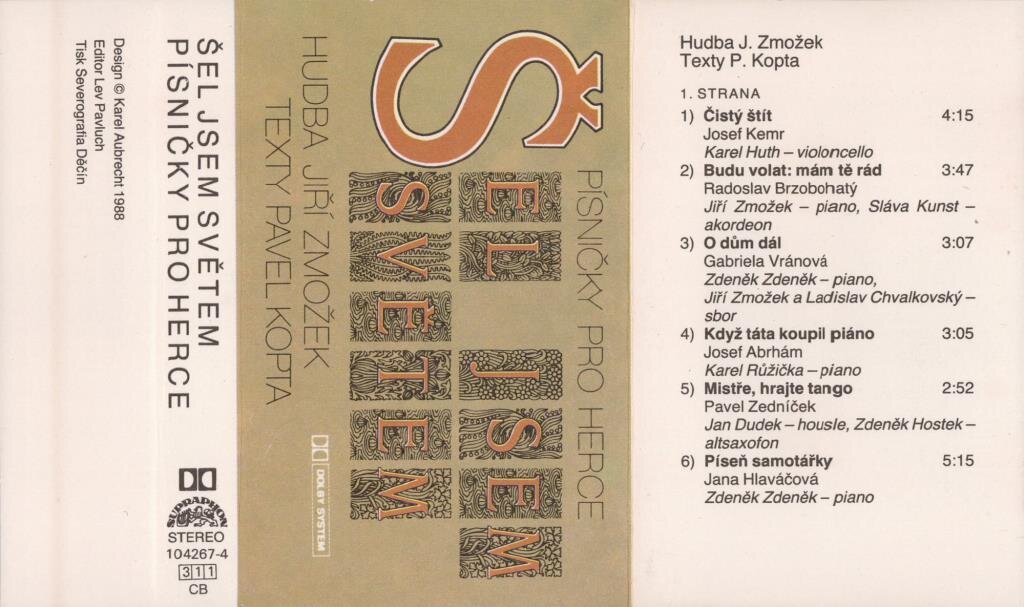 Design © Karel Aubrecht 1988
Editor Lev Pavluch
Tisk Severografia Děčín
ŠEL JSEM SVĚTEM
PÍSNIČKY PRO HERCE
SUPRAPHON
STEREO
104267-4
311
CB
PÍSNIČKY PRO HERCE
ŠEL JSEM
SVĚTEM
HUDBA JIŘÍ ZMOŽEK
TEXTY PAVEL KOPTA
DOLBY SYSTEM
Hudba J. Zmožek
Texty P. Kopta
1. STRANA
1) Čistý štít 4:15
Josef Kemr
Karel Huth – violoncello
2) Budu volat: mám tě rád 3:47
Radoslav Brzobohatý
Jiří Zmožek – piano, Sláva Kunst –
akordeon
3) O dům dál 3:07
Gabriela Vránová
Zdeněk Zdeněk – piano,
Jiří Zmožek a Ladislav Chvalkovský –
sbor
4) Když táta koupil piáno 3:05
Josef Abrhám
Karel Růžička – piano
5) Mistře, hrajte tango 2:52
Pavel Zedníček
Jan Dudek – housle, Zdeněk Hostek –
altsaxofon
6) Píseň samotářky 5:15
Jana Hlaváčová
Zdeněk Zdeněk – piano